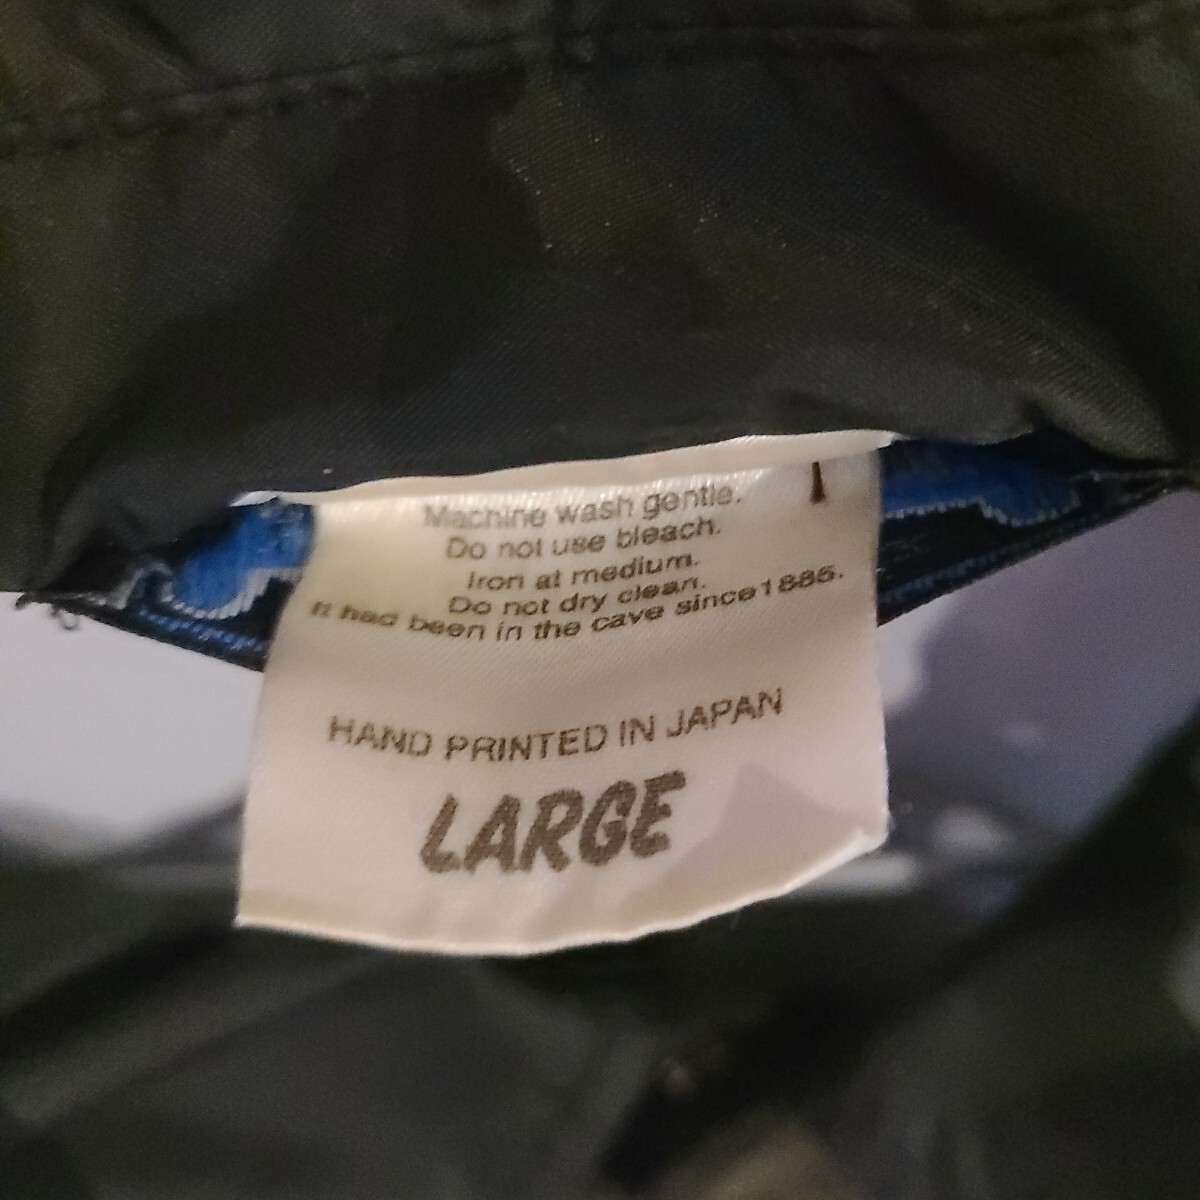 Machine wash gentle.
Do not use bleach.
Iron at medium.
Do not dry clean.
It had been in the cave since1885.
HAND PRINTED IN JAPAN
LARGE